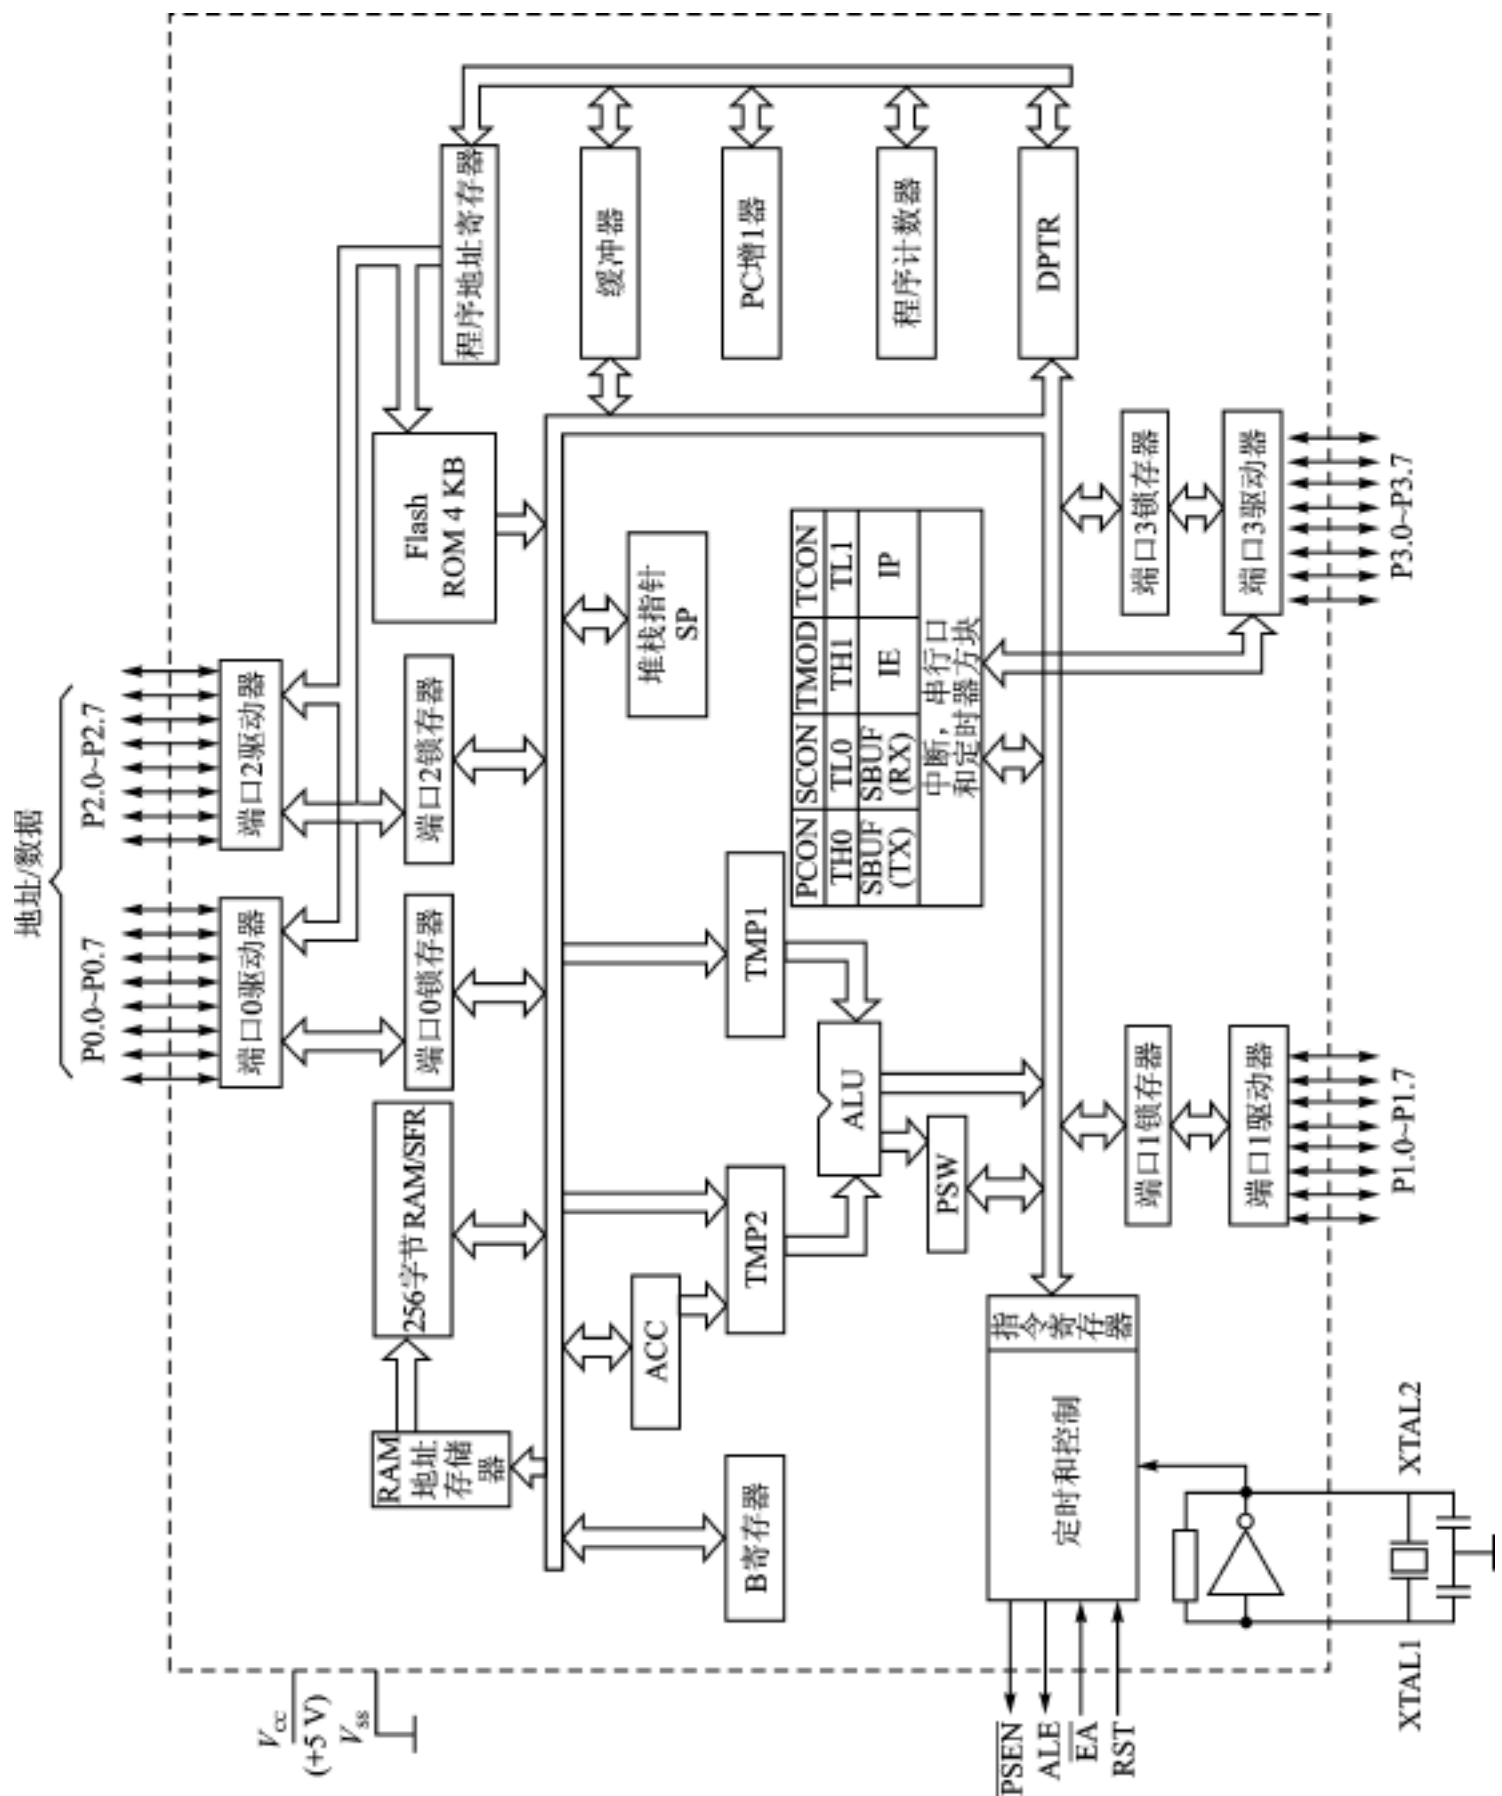 地址/数据
P0.0~P0.7
P2.0~P2.7
Vcc
(+5 V)
Vss
端口0驱动器
端口2驱动器
RAM
地址
存储
器
256字节 RAM/SFR
端口0锁存器
端口2锁存器
Flash
ROM 4 KB
程序地址寄存器
缓冲器
堆栈指针
SP
ACC
B寄存器
TMP2
TMP1
PC增1器
ALU
PCON
SCON
TMOD
TCON
TH0
TL0
TH1
TL1
SBUF
(TX)
SBUF
(RX)
IE
IP
中断，串行口
和定时器方块
程序计数器
PSW
DPTR
PSEN
ALE
EA
RST
定时和控制
指令寄存器
端口1锁存器
端口3锁存器
端口1驱动器
端口3驱动器
XTAL1
XTAL2
P1.0~P1.7
P3.0~P3.7